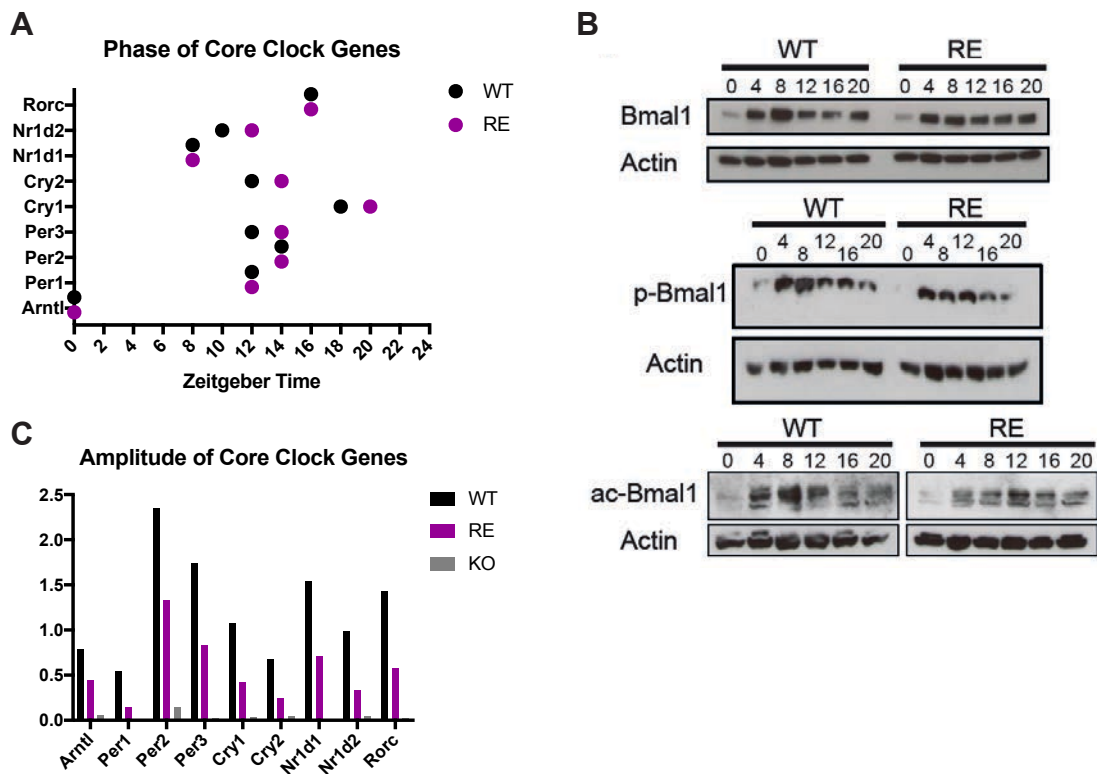 A
Phase of Core Clock Genes
Rorc
Nr1d2
Nr1d1
Cry2
Cry1
Per3
Per2
Per1
Arntl
0 2 4 6 8 10 12 14 16 18 20 22 24
Zeitgeber Time
WT
RE
B
WT RE
0 4 8 12 16 20 0 4 8 12 16 20
Bmal1
Actin
WT RE
0 4 8 12 16 20 0 4 8 12 16 20
p-Bmal1
Actin
WT RE
0 4 8 12 16 20 0 4 8 12 16 20
ac-Bmal1
Actin
C
Amplitude of Core Clock Genes
2.5
2.0
1.5
1.0
0.5
0.0
Arntl Per1 Per2 Per3 Cry1 Cry2 Nr1d1 Nr1d2 Rorc
WT
RE
KO